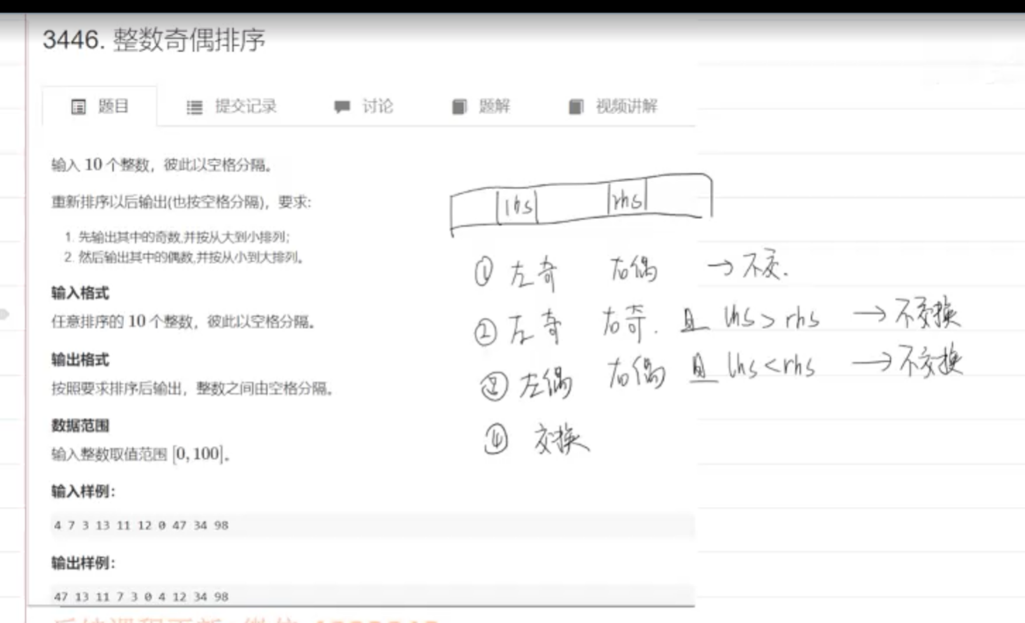 3446. 整数奇偶排序
题目 提交记录 讨论 题解 视频讲解
输入 10 个整数，彼此以空格分隔。
重新排序以后输出(也按空格分隔)，要求:
1. 先输出其中的奇数,并按从大到小排列;
2. 然后输出其中的偶数,并按从小到大排列。
输入格式
任意排序的 10 个整数，彼此以空格分隔。
输出格式
按照要求排序后输出，整数之间由空格分隔。
数据范围
输入整数取值范围 [0, 100]。
输入样例：
4 7 3 13 11 12 0 47 34 98
输出样例：
47 13 11 7 3 0 4 12 34 98
lhs rhs
① 左奇 右偶 → 不交.
② 左奇 右奇. 且 lhs > rhs → 不交换
③ 左偶 右偶 且 lhs < rhs → 不交换
④ 交换